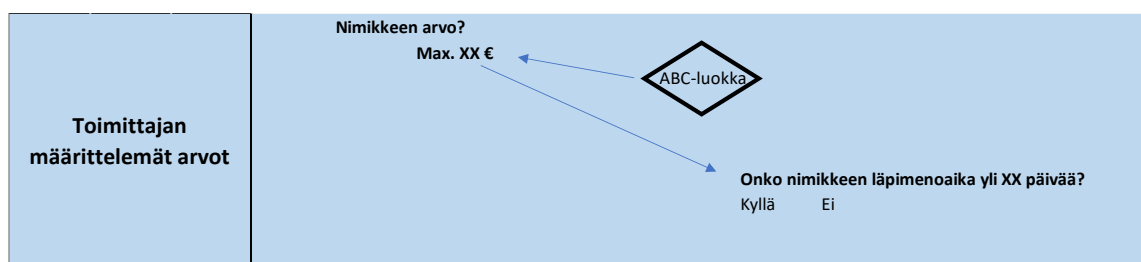 Nimikkeen arvo?
Max. XX €
ABC-luokka
Toimittajan
määrittelemät arvot
Onko nimikkeen läpimenoaika yli XX päivää?
Kyllä Ei